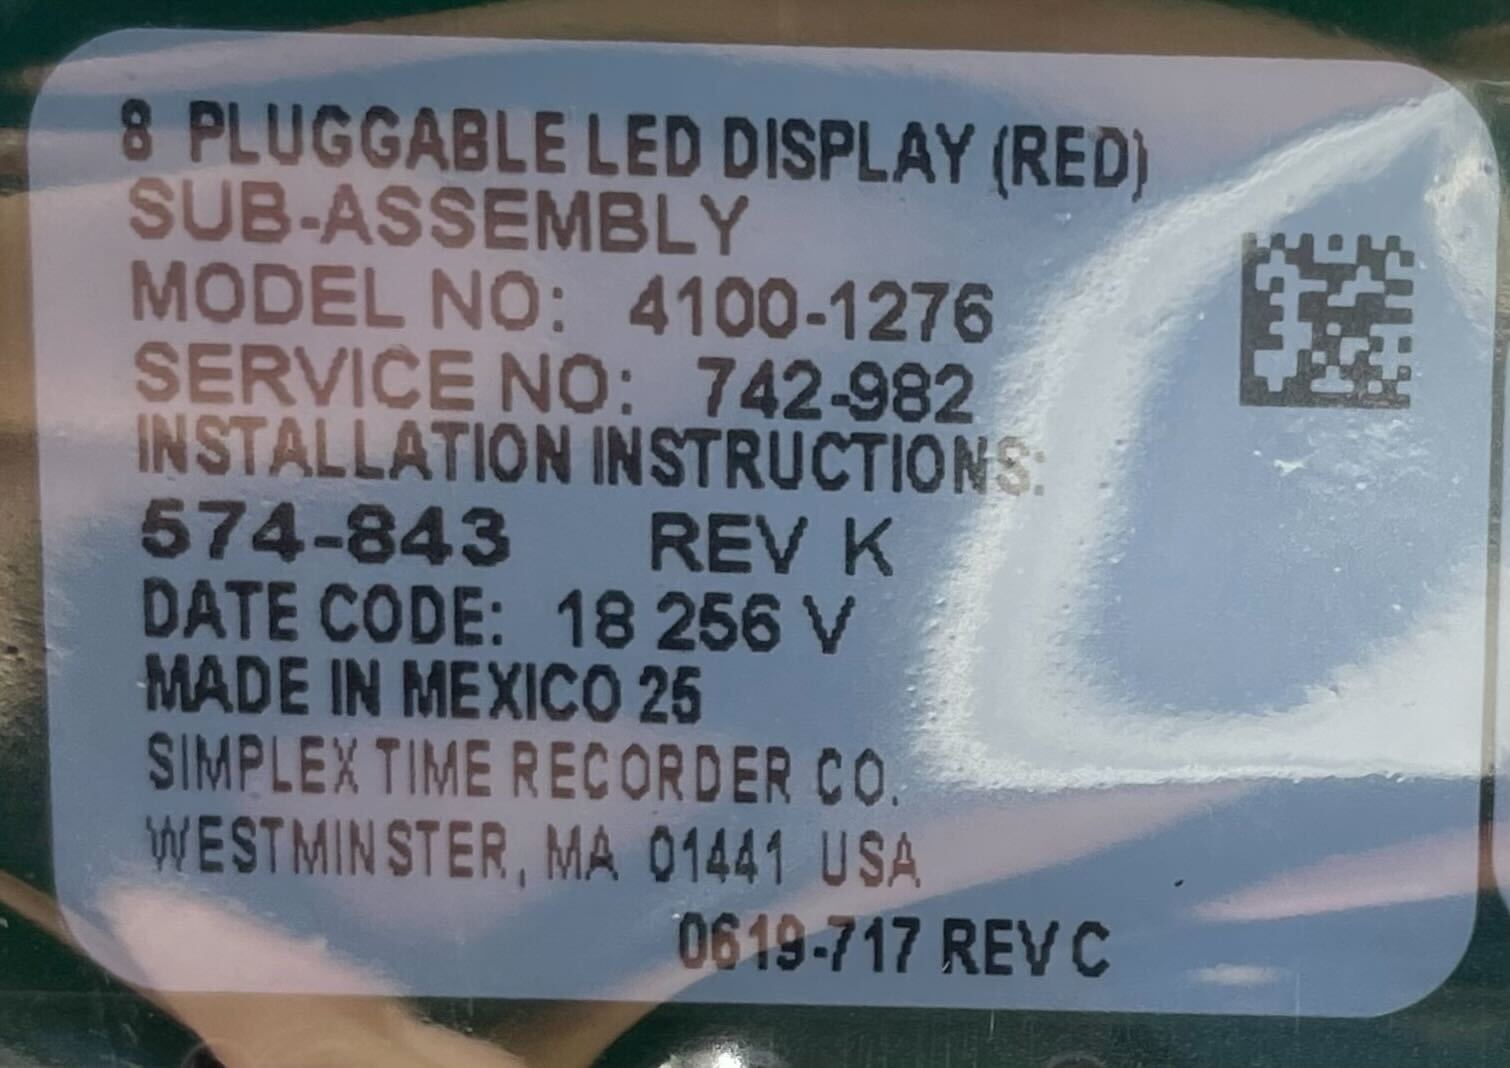 8 PLUGGABLE LED DISPLAY (RED)
SUB-ASSEMBLY
MODEL NO: 4100-1276
SERVICE NO: 742-982
INSTALLATION INSTRUCTIONS:
574-843 REV K
DATE CODE: 18 256 V
MADE IN MEXICO 25
SIMPLEX TIME RECORDER CO.
WESTMINSTER, MA 01441 USA
0619-717 REV C